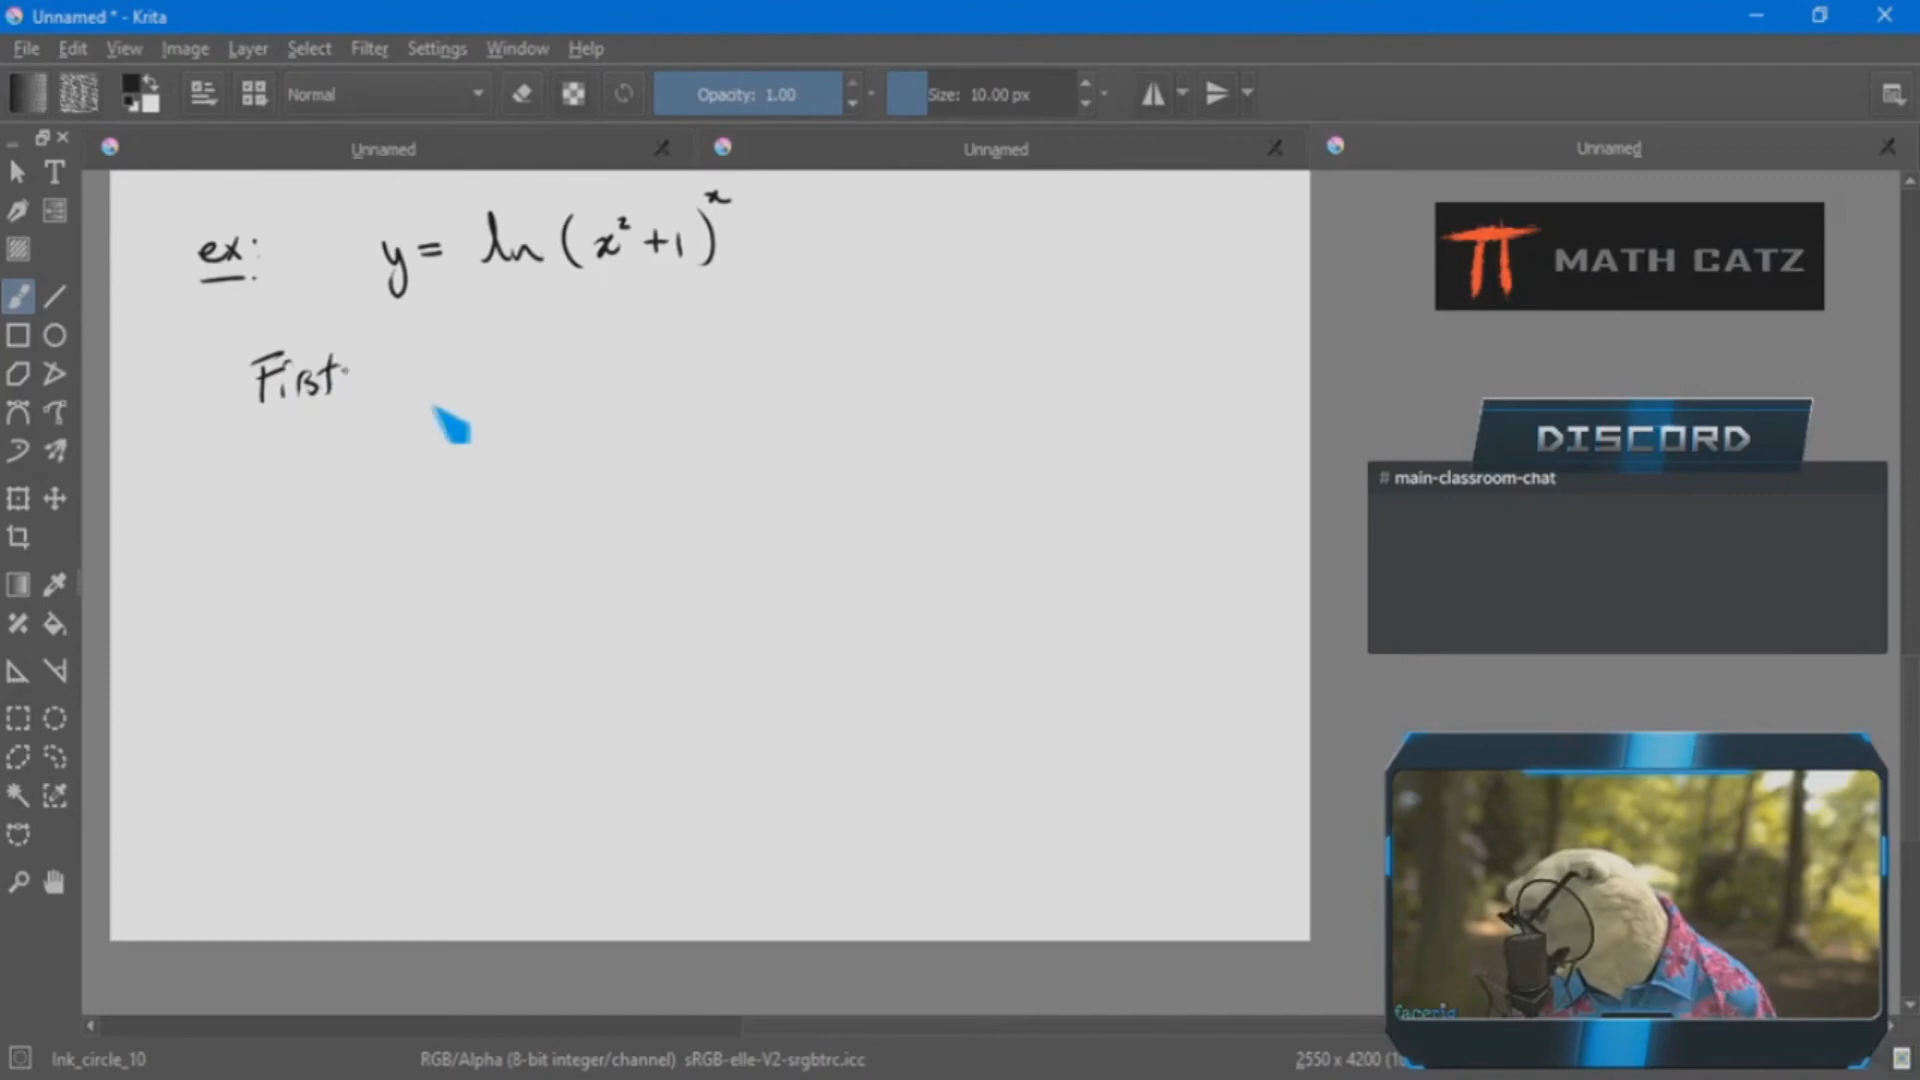 Unnamed * - Krita
File Edit View Image Layer Select Filter Settings Window Help
Normal Opacity: 1.00 Size: 10.00 px
Unnamed Unnamed Unnamed
ex: y = ln (x²+1)ˣ
First
MATH CATZ
DISCORD
# main-classroom-chat
facerig
Ink_circle_10 RGB/Alpha (8-bit integer/channel) sRGB-elle-V2-srgbtrc.icc 2550 x 4200